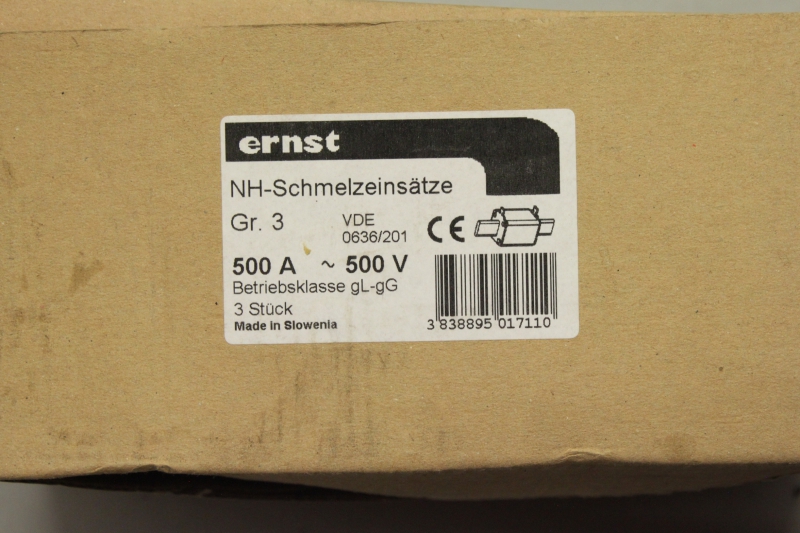 ernst
NH-Schmelzeinsätze
Gr. 3
VDE
0636/201
CE
500 A ~ 500 V
Betriebsklasse gL-gG
3 Stück
Made in Slowenia
3 838895 017110